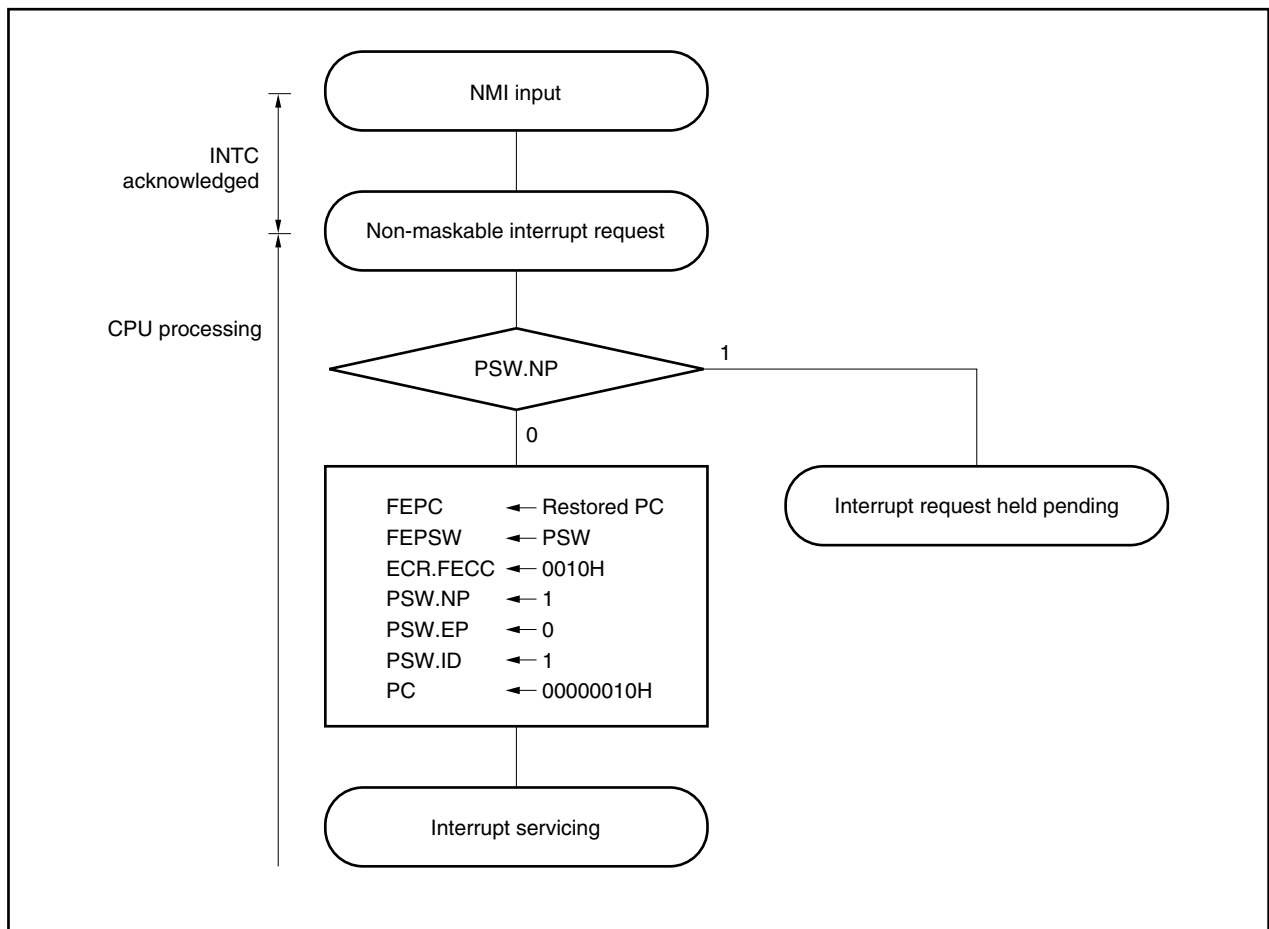 NMI input
INTC
acknowledged
Non-maskable interrupt request
CPU processing
PSW.NP
1
0
FEPC ← Restored PC
FEPSW ← PSW
ECR.FECC ← 0010H
PSW.NP ← 1
PSW.EP ← 0
PSW.ID ← 1
PC ← 00000010H
Interrupt request held pending
Interrupt servicing